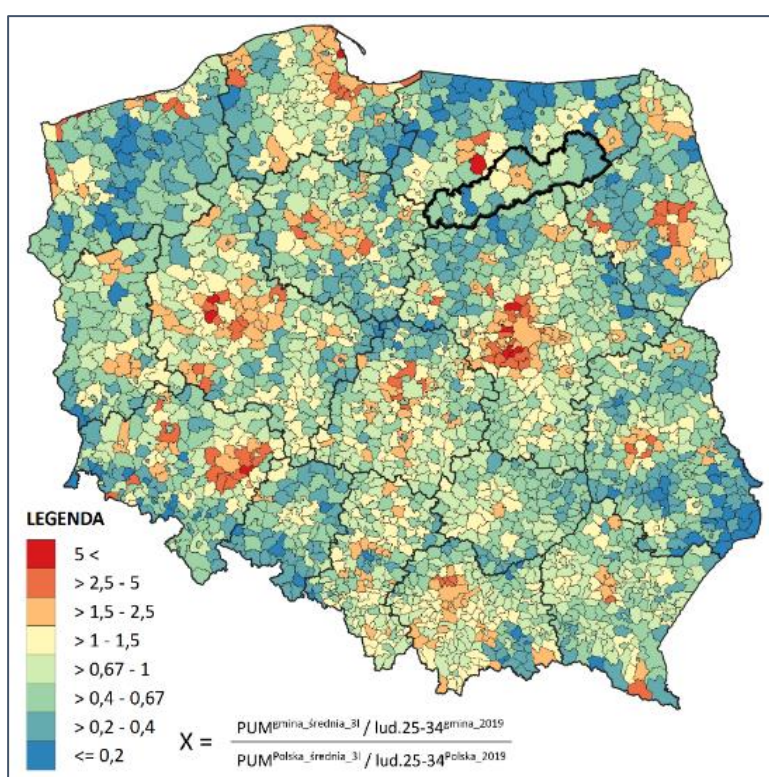 LEGENDA
5 <
> 2,5 - 5
> 1,5 - 2,5
> 1 - 1,5
> 0,67 - 1
> 0,4 - 0,67
> 0,2 - 0,4
<= 0,2
X =
PUMgmina_średnia_3l / lud.25-34gmina_2019
PUMPolska_średnia_3l / lud.25-34Polska_2019